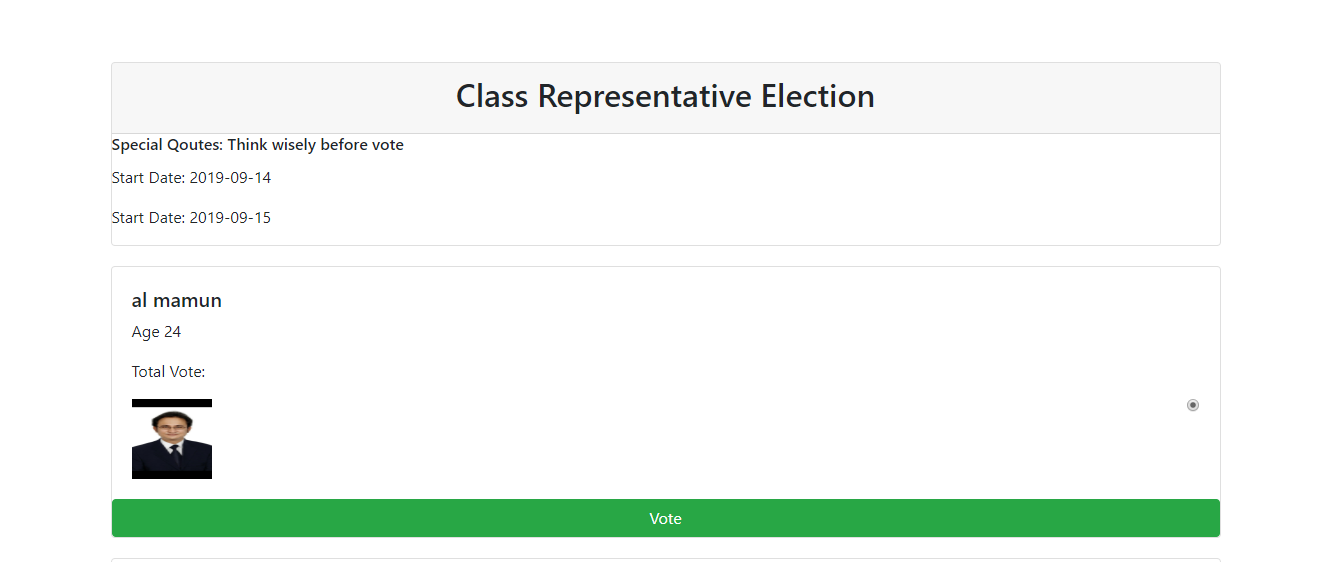 Class Representative Election
Special Qoutes: Think wisely before vote
Start Date: 2019-09-14
Start Date: 2019-09-15
al mamun
Age 24
Total Vote:
Vote